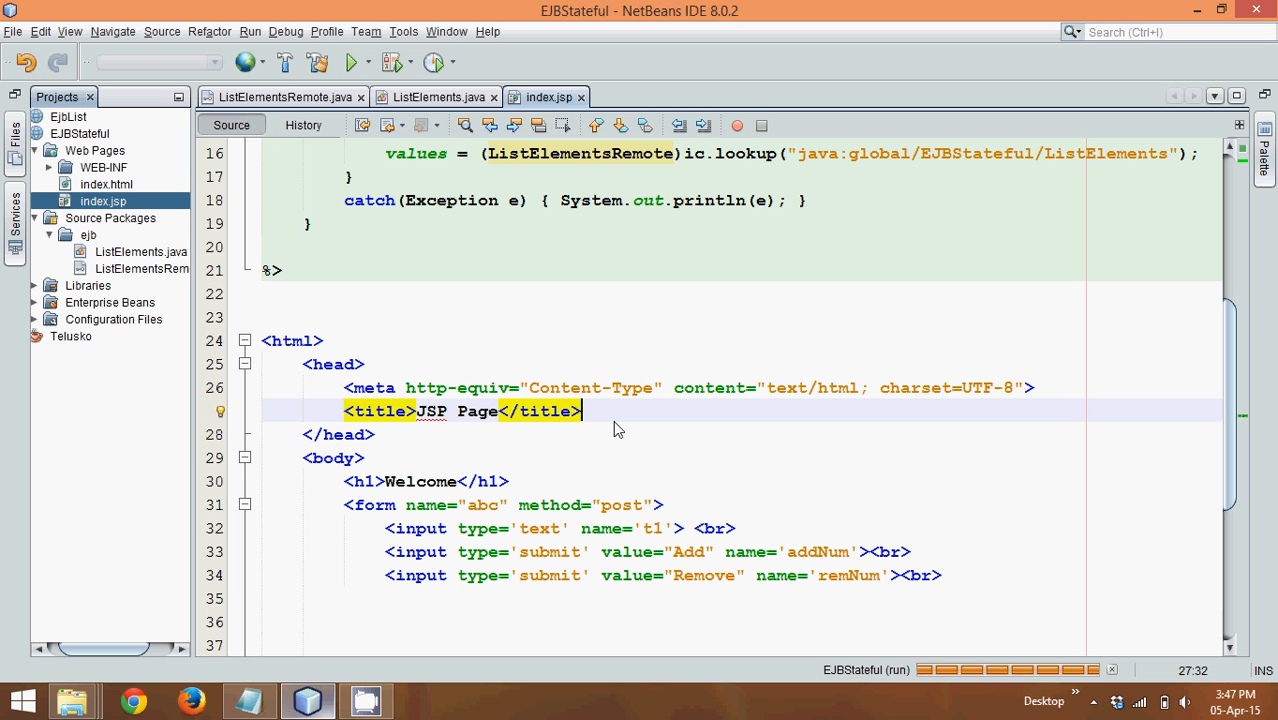 EJBStateful - NetBeans IDE 8.0.2
File Edit View Navigate Source Refactor Run Debug Profile Team Tools Window Help
Search (Ctrl+I)
Projects
ListElementsRemote.java
ListElements.java
index.jsp
Files
Services
Palette
EjbList
EJBStateful
Web Pages
WEB-INF
index.html
index.jsp
Source Packages
ejb
ListElements.java
ListElementsRem
Libraries
Enterprise Beans
Configuration Files
Telusko
Source History
16 values = (ListElementsRemote)ic.lookup("java:global/EJBStateful/ListElements");
17 }
18 catch(Exception e) { System.out.println(e); }
19 }
20
21 %>
22
23
24 <html>
25 <head>
26 <meta http-equiv="Content-Type" content="text/html; charset=UTF-8">
<title>JSP Page</title>
28 </head>
29 <body>
30 <h1>Welcome</h1>
31 <form name="abc" method="post">
32 <input type='text' name='t1'> <br>
33 <input type='submit' value="Add" name='addNum'><br>
34 <input type='submit' value="Remove" name='remNum'><br>
35
36
37
EJBStateful (run)
27:32
INS
Desktop
3:47 PM
05-Apr-15